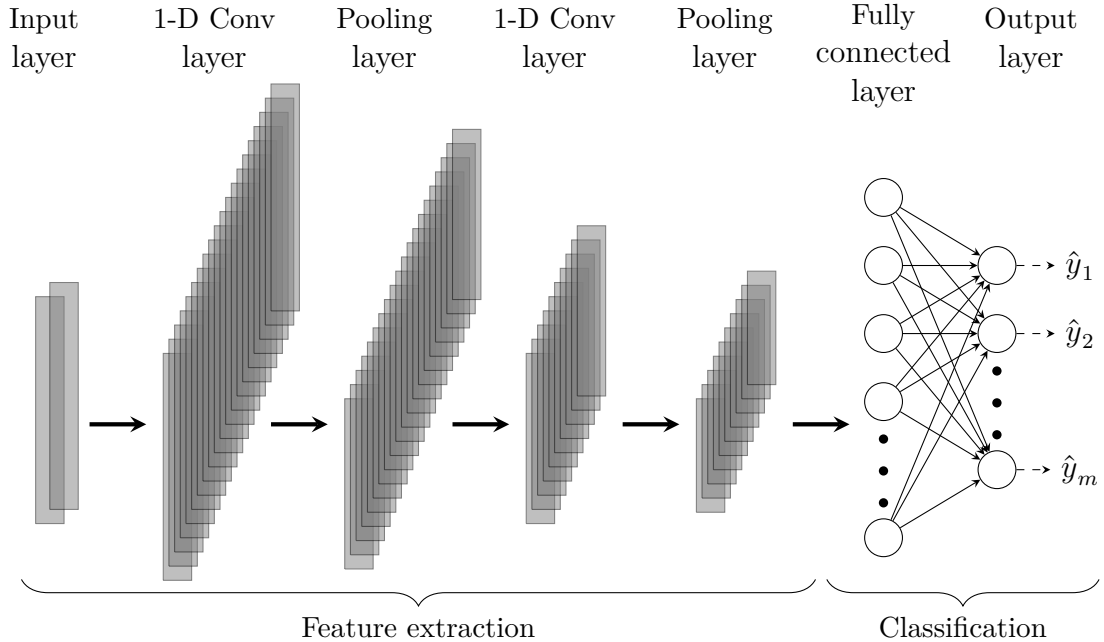 Input
layer
1-D Conv
layer
Pooling
layer
1-D Conv
layer
Pooling
layer
Fully
connected
layer
Output
layer
ŷ₁
ŷ₂
ŷₘ
Feature extraction
Classification